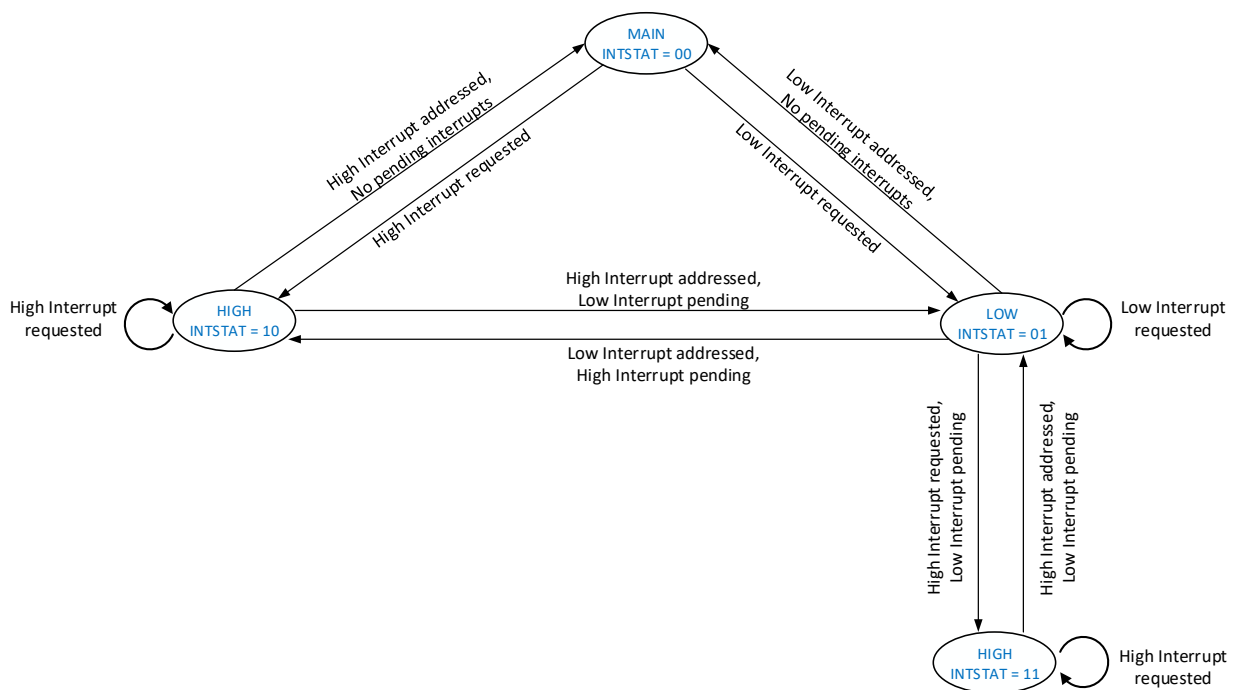 MAIN
INTSTAT = 00
High Interrupt addressed,
No pending interrupts
High Interrupt requested
Low Interrupt addressed,
No pending interrupts
Low Interrupt requested
High Interrupt
requested
HIGH
INTSTAT = 10
High Interrupt addressed,
Low Interrupt pending
Low Interrupt addressed,
High Interrupt pending
LOW
INTSTAT = 01
Low Interrupt
requested
High Interrupt requested,
Low Interrupt pending
High Interrupt addressed,
Low Interrupt pending
HIGH
INTSTAT = 11
High Interrupt
requested